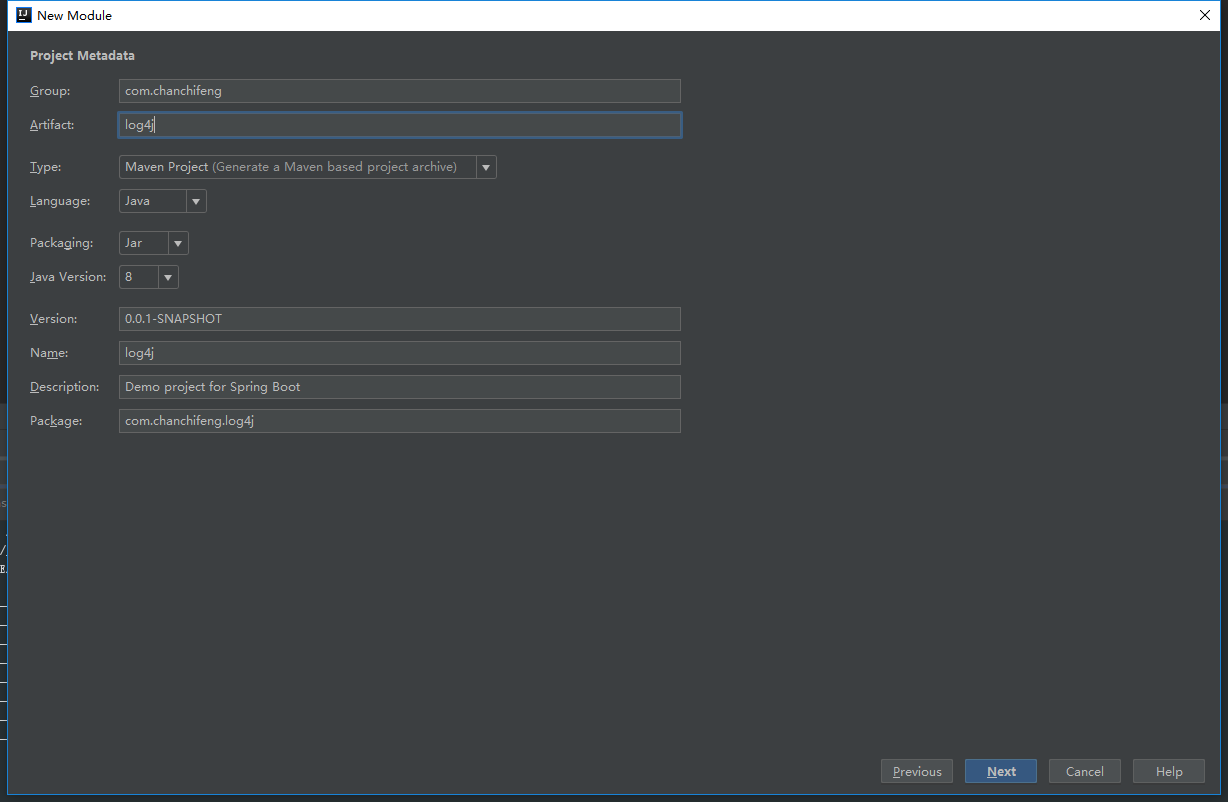 New Module
Project Metadata
Group: com.chanchifeng
Artifact: log4j
Type: Maven Project (Generate a Maven based project archive)
Language: Java
Packaging: Jar
Java Version: 8
Version: 0.0.1-SNAPSHOT
Name: log4j
Description: Demo project for Spring Boot
Package: com.chanchifeng.log4j
Previous Next Cancel Help